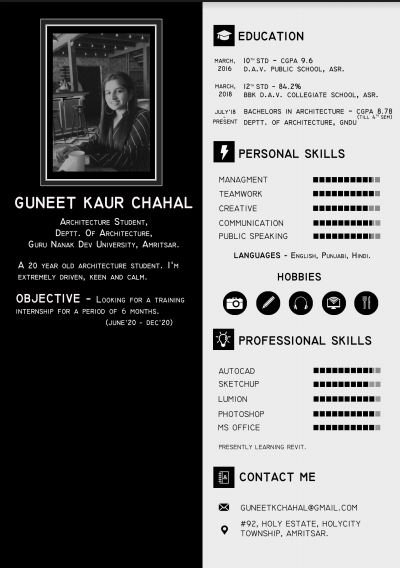 GUNEET KAUR CHAHAL
Architecture Student,
Deptt. Of Architecture,
Guru Nanak Dev University, Amritsar.
A 20 year old architecture student. I'm
extremely driven, keen and calm.
OBJECTIVE - Looking for a training
internship for a period of 6 months.
(June'20 - Dec'20)
EDUCATION
MARCH, 2016
10TH STD - CGPA 9.6
D.A.V. PUBLIC SCHOOL, ASR.
MARCH, 2018
12TH STD - 84.2%
BBK D.A.V. COLLEGIATE SCHOOL, ASR.
JULY'18 PRESENT
BACHELORS IN ARCHITECTURE - CGPA 8.78
(TILL 4TH SEM)
DEPTT. OF ARCHITECTURE, GNDU
PERSONAL SKILLS
MANAGMENT
TEAMWORK
CREATIVE
COMMUNICATION
PUBLIC SPEAKING
LANGUAGES - English, Punjabi, Hindi.
HOBBIES
PROFESSIONAL SKILLS
AUTOCAD
SKETCHUP
LUMION
PHOTOSHOP
MS OFFICE
PRESENTLY LEARNING REVIT.
CONTACT ME
GUNEETKCHAHAL@GMAIL.COM
#92, HOLY ESTATE, HOLYCITY
TOWNSHIP, AMRITSAR.